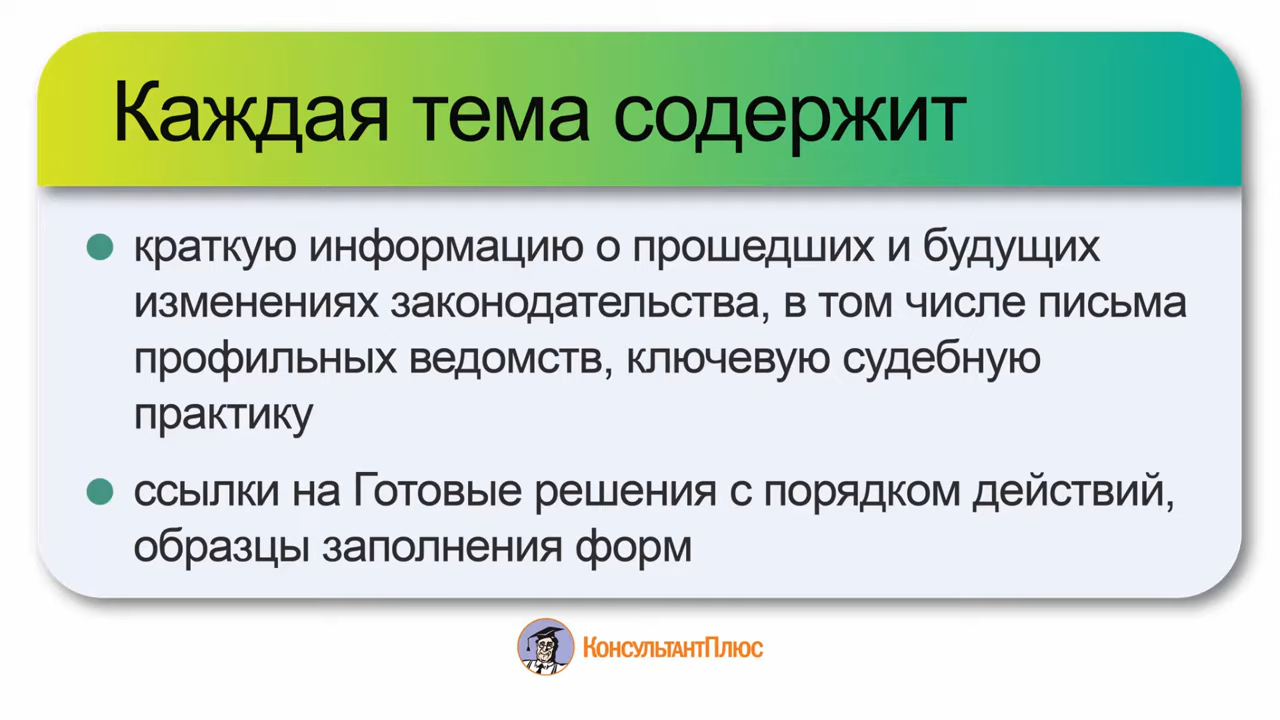 Каждая тема содержит
краткую информацию о прошедших и будущих
изменениях законодательства, в том числе письма
профильных ведомств, ключевую судебную
практику
ссылки на Готовые решения с порядком действий,
образцы заполнения форм
КонсультантПлюс